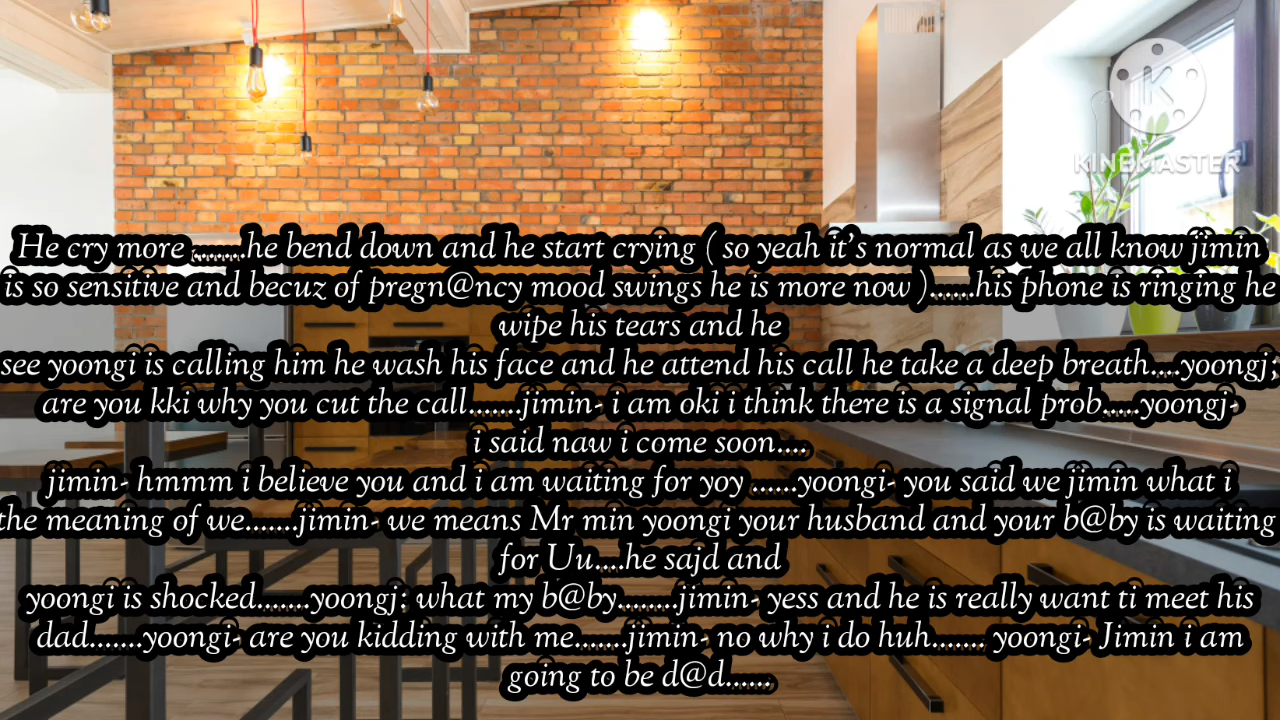 K
KINEMASTER
He cry more .......he bend down and he start crying ( so yeah it's normal as we all know jimin
is so sensitive and becuz of pregn@ncy mood swings he is more now ).......his phone is ringing he
wipe his tears and he
see yoongi is calling him he wash his face and he attend his call he take a deep breath....yoongj;
are you kki why you cut the call.......jimin- i am oki i think there is a signal prob......yoongj-
i said naw i come soon....
jimin- hmmm i believe you and i am waiting for yoy .......yoongi- you said we jimin what i
the meaning of we.......jimin- we means Mr min yoongi your husband and your b@by is waiting
for Uu....he sajd and
yoongi is shocked.......yoongj: what my b@by........jimin- yess and he is really want ti meet his
dad.......yoongi- are you kidding with me.......jimin- no why i do huh........ yoongi- Jimin i am
going to be d@d......